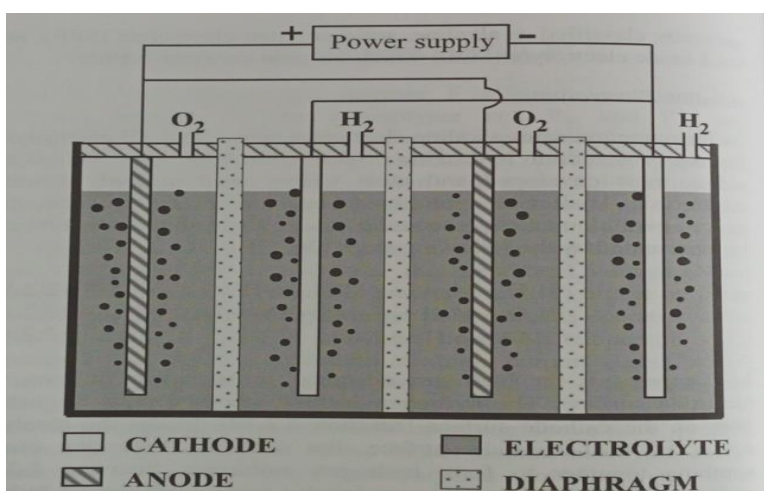 + Power supply −
O₂ H₂ O₂ H₂
CATHODE ELECTROLYTE
ANODE DIAPHRAGM